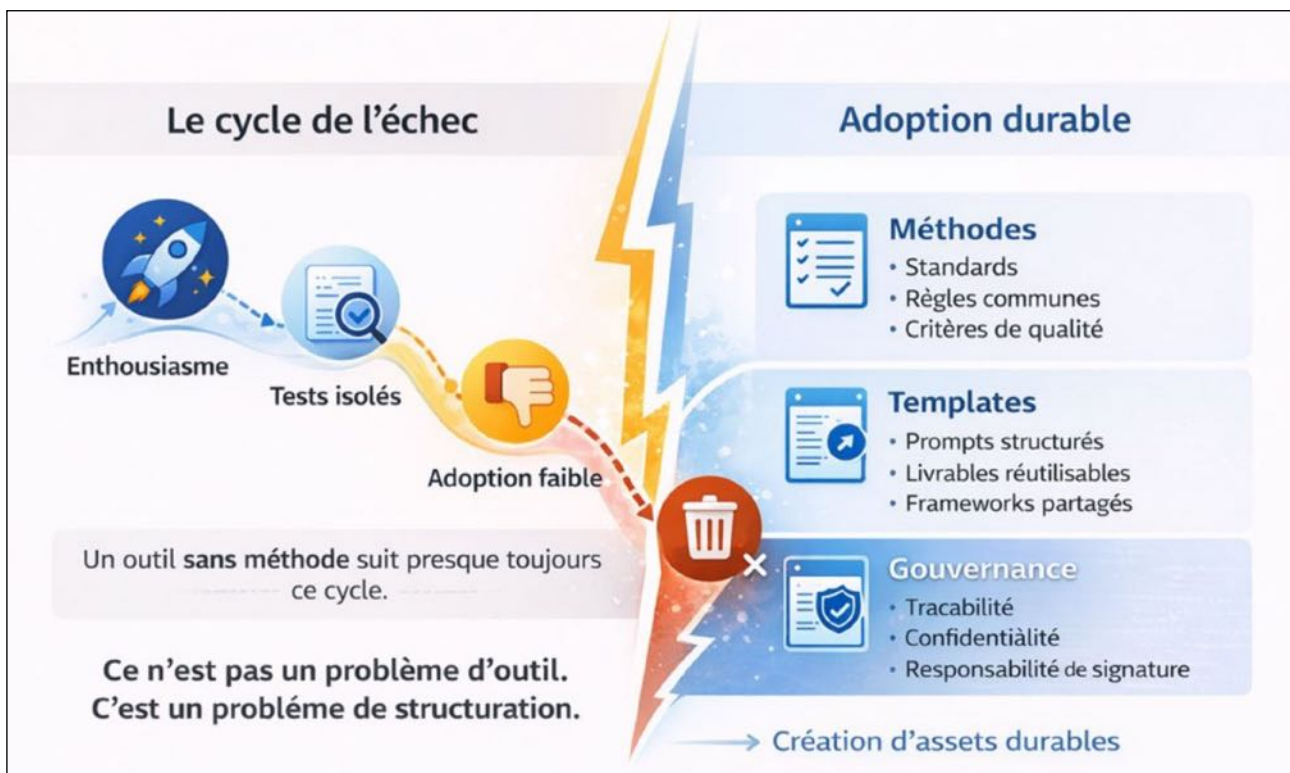 Le cycle de l'échec
Enthousiasme
Tests isolés
Adoption faible
Un outil sans méthode suit presque toujours
ce cycle.
Ce n'est pas un problème d'outil.
C'est un probléme de structuration.
Adoption durable
Méthodes
• Standards
• Règles communes
• Critères de qualité
Templates
• Prompts structurés
• Livrables réutilisables
• Frameworks partagés
Gouvernance
• Tracabilité
• Confidentiàlité
• Responsabilité de signature
Création d'assets durables